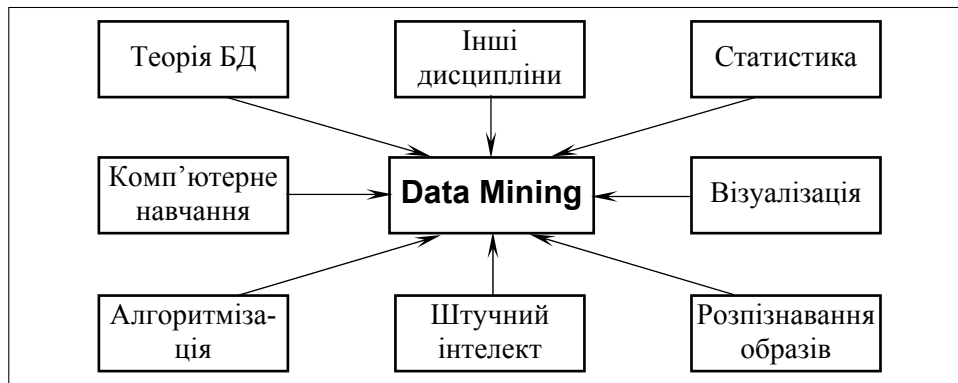 Теорія БД
Інші
дисципліни
Статистика
Комп’ютерне
навчання
Data Mining
Візуалізація
Алгоритміза-
ція
Штучний
інтелект
Розпізнавання
образів